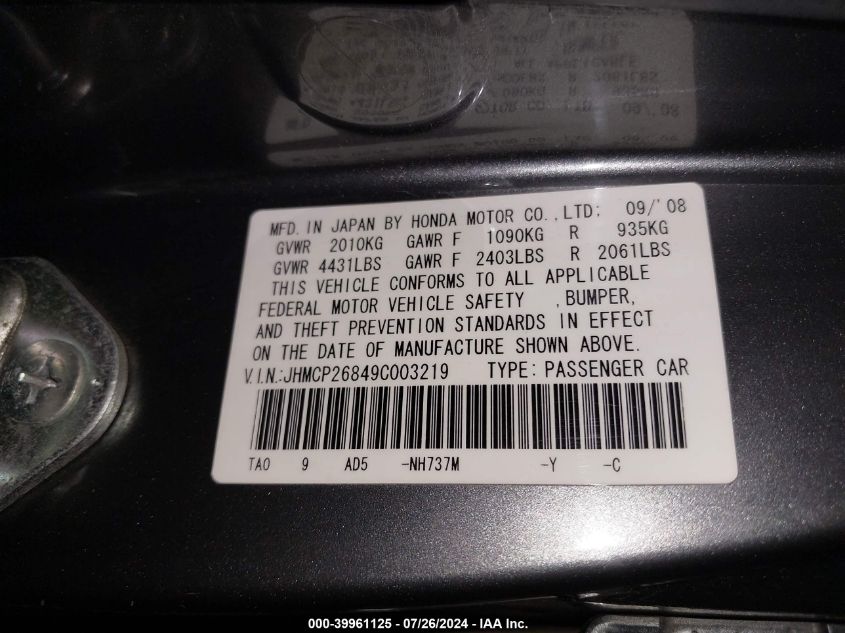 MFD. IN JAPAN BY HONDA MOTOR CO.,LTD; 09/'08
GVWR 2010KG GAWR F 1090KG R 935KG
GVWR 4431LBS GAWR F 2403LBS R 2061LBS
THIS VEHICLE CONFORMS TO ALL APPLICABLE
FEDERAL MOTOR VEHICLE SAFETY , BUMPER,
AND THEFT PREVENTION STANDARDS IN EFFECT
ON THE DATE OF MANUFACTURE SHOWN ABOVE.
V.I.N.:JHMCP26849C003219 TYPE: PASSENGER CAR
TAO 9 AD5 -NH737M -Y -C
000-39961125 - 07/26/2024 - IAA Inc.